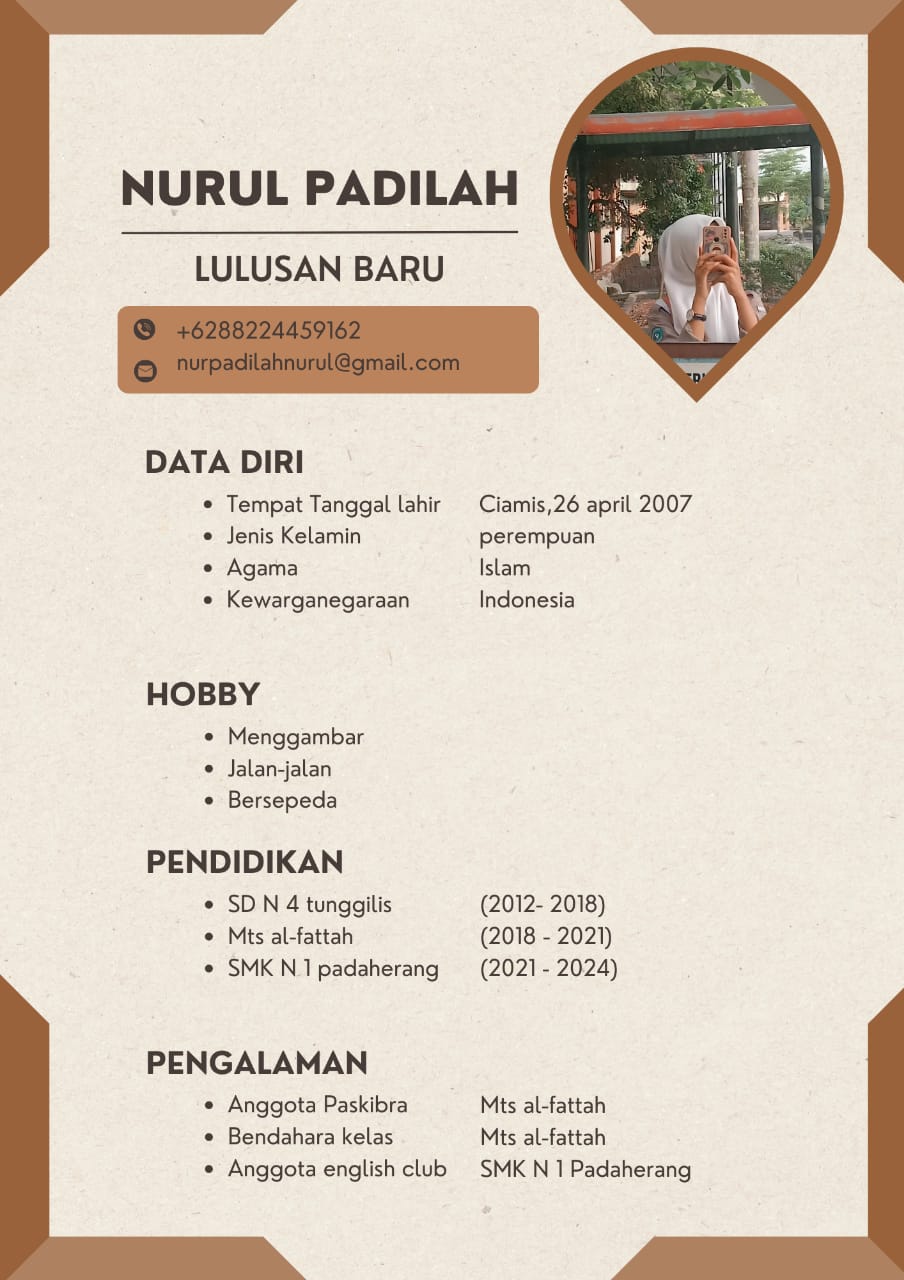 NURUL PADILAH
LULUSAN BARU
+6288224459162
nurpadilahnurul@gmail.com
DATA DIRI
• Tempat Tanggal lahir Ciamis,26 april 2007
• Jenis Kelamin perempuan
• Agama Islam
• Kewarganegaraan Indonesia
HOBBY
• Menggambar
• Jalan-jalan
• Bersepeda
PENDIDIKAN
• SD N 4 tunggilis (2012- 2018)
• Mts al-fattah (2018 - 2021)
• SMK N 1 padaherang (2021 - 2024)
PENGALAMAN
• Anggota Paskibra Mts al-fattah
• Bendahara kelas Mts al-fattah
• Anggota english club SMK N 1 Padaherang